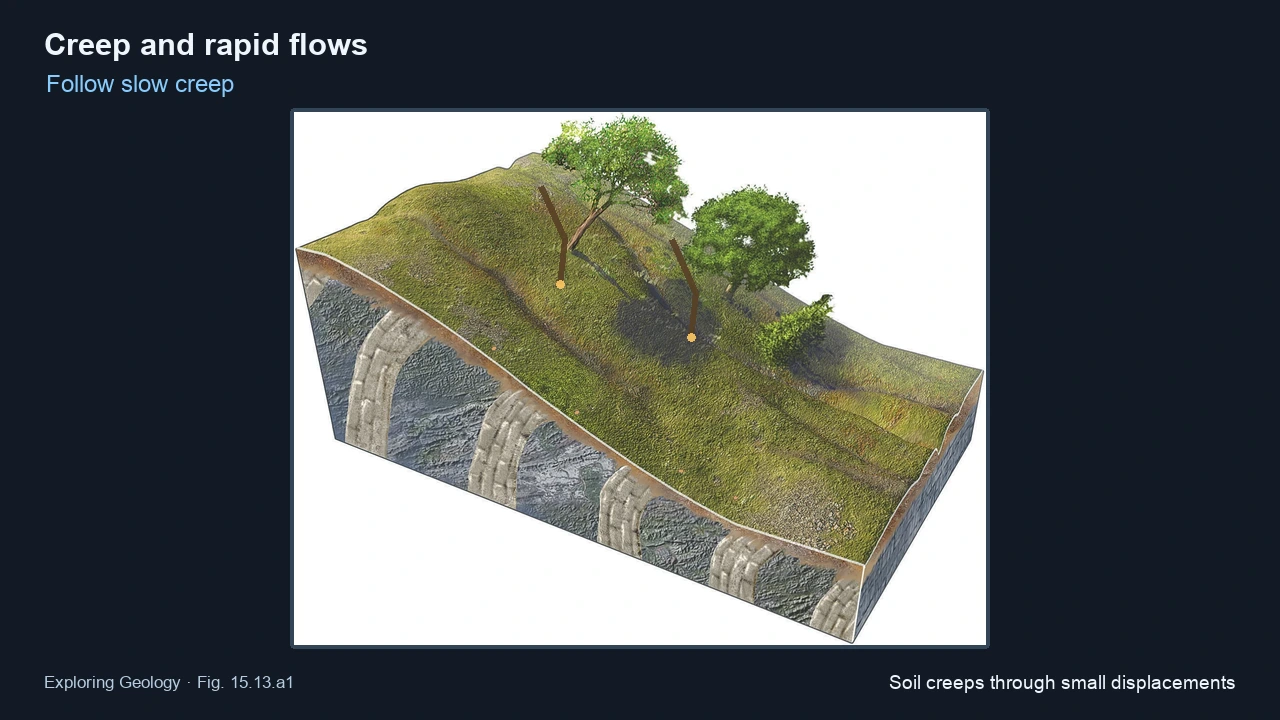 Creep and rapid flows
Follow slow creep
Exploring Geology · Fig. 15.13.a1
Soil creeps through small displacements